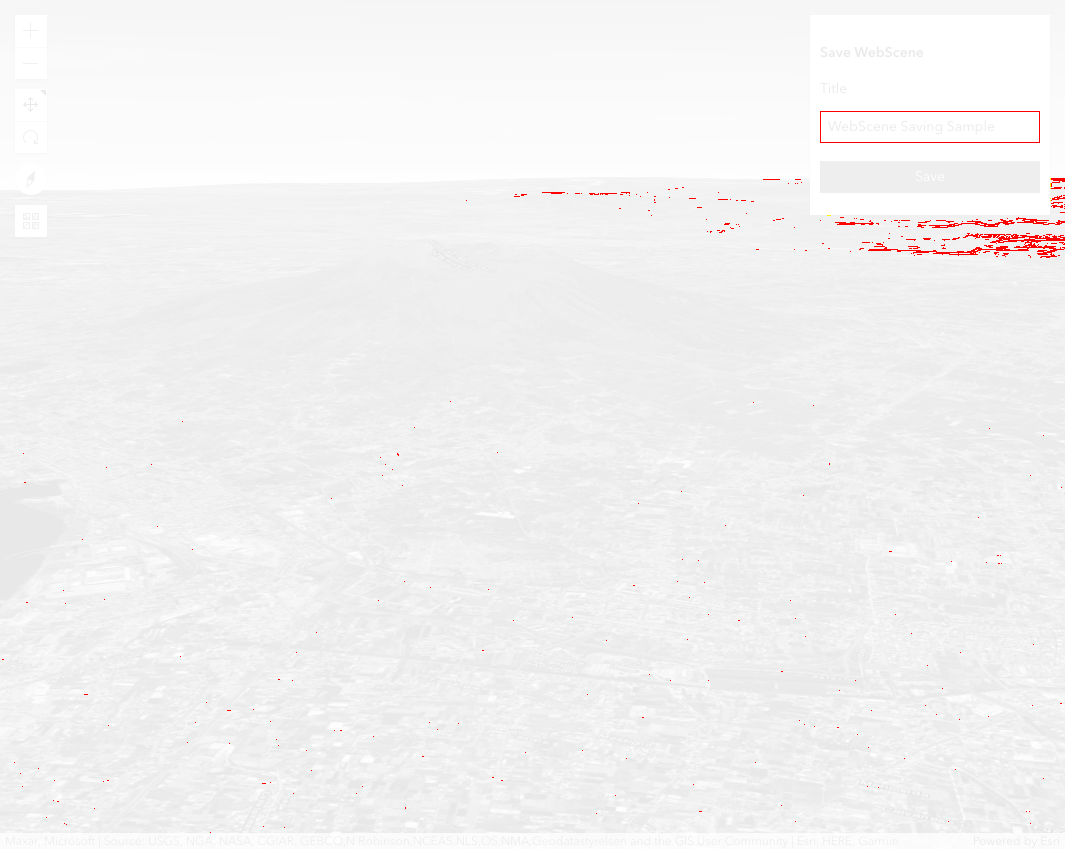 Save WebScene
Title
WebScene Saving Sample
Save
Maxar, Microsoft | Source: USGS, NGA, NASA, CGIAR, GEBCO,N Robinson,NCEAS,NLS,OS,NMA,Geodatastyrelsen and the GIS User Community | Esri, HERE, Garmin
Powered by Esri